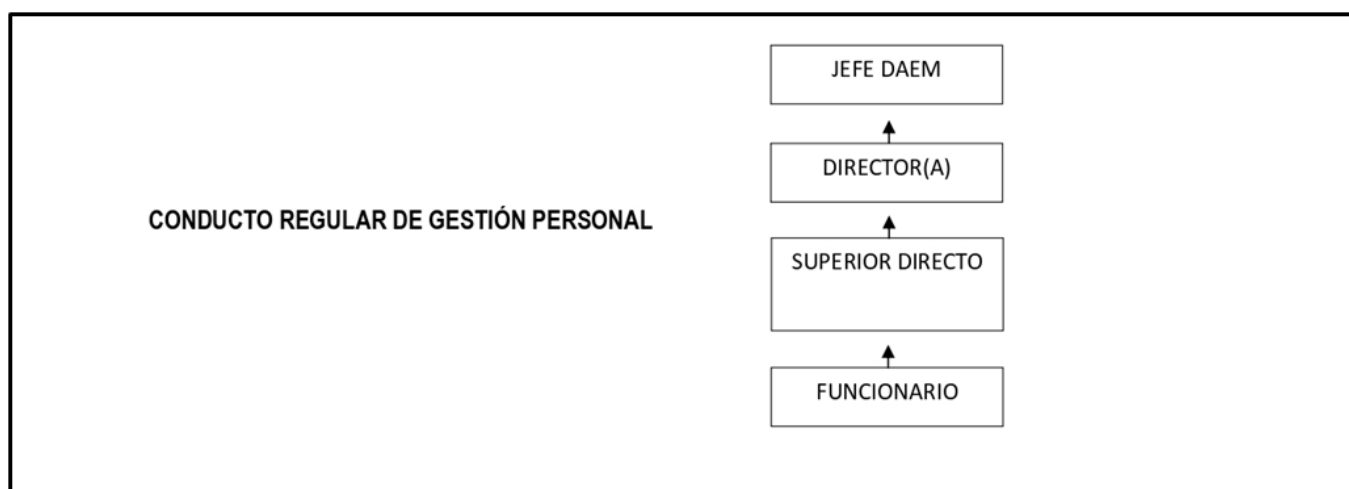 JEFE DAEM
DIRECTOR(A)
CONDUCTO REGULAR DE GESTIÓN PERSONAL
SUPERIOR DIRECTO
FUNCIONARIO